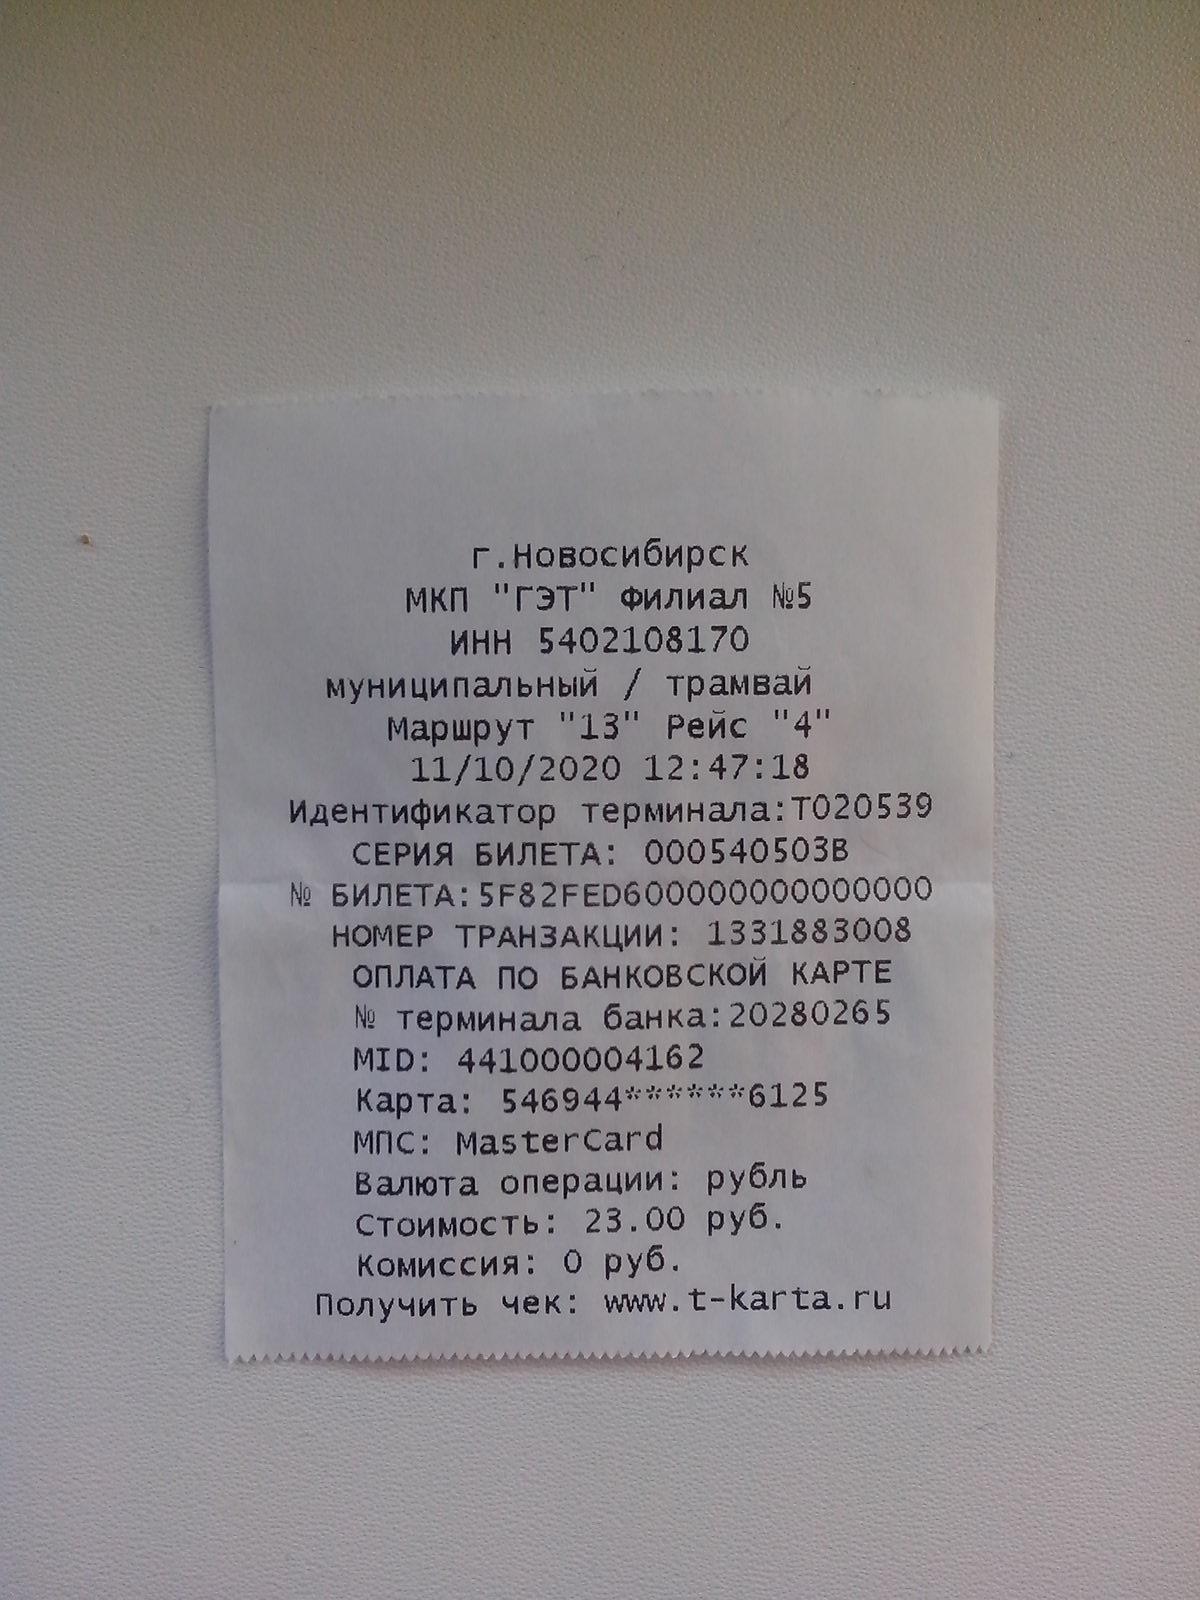 г.Новосибирск
МКП "ГЭТ" Филиал №5
ИНН 5402108170
муниципальный / трамвай
Маршрут "13" Рейс "4"
11/10/2020 12:47:18
Идентификатор терминала:T020539
СЕРИЯ БИЛЕТА: 000540503B
№ БИЛЕТА:5F82FED600000000000000
НОМЕР ТРАНЗАКЦИИ: 1331883008
ОПЛАТА ПО БАНКОВСКОЙ КАРТЕ
№ терминала банка:20280265
MID: 441000004162
Карта: 546944******6125
МПС: MasterCard
Валюта операции: рубль
Стоимость: 23.00 руб.
Комиссия: 0 руб.
Получить чек: www.t-karta.ru